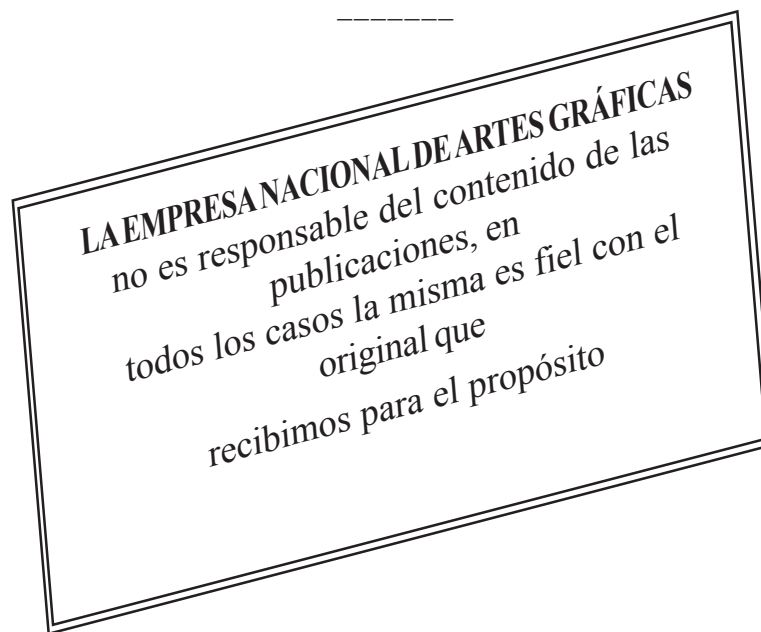 _______
LA EMPRESA NACIONAL DE ARTES GRÁFICAS
no es responsable del contenido de las
publicaciones, en
todos los casos la misma es fiel con el
original que
recibimos para el propósito